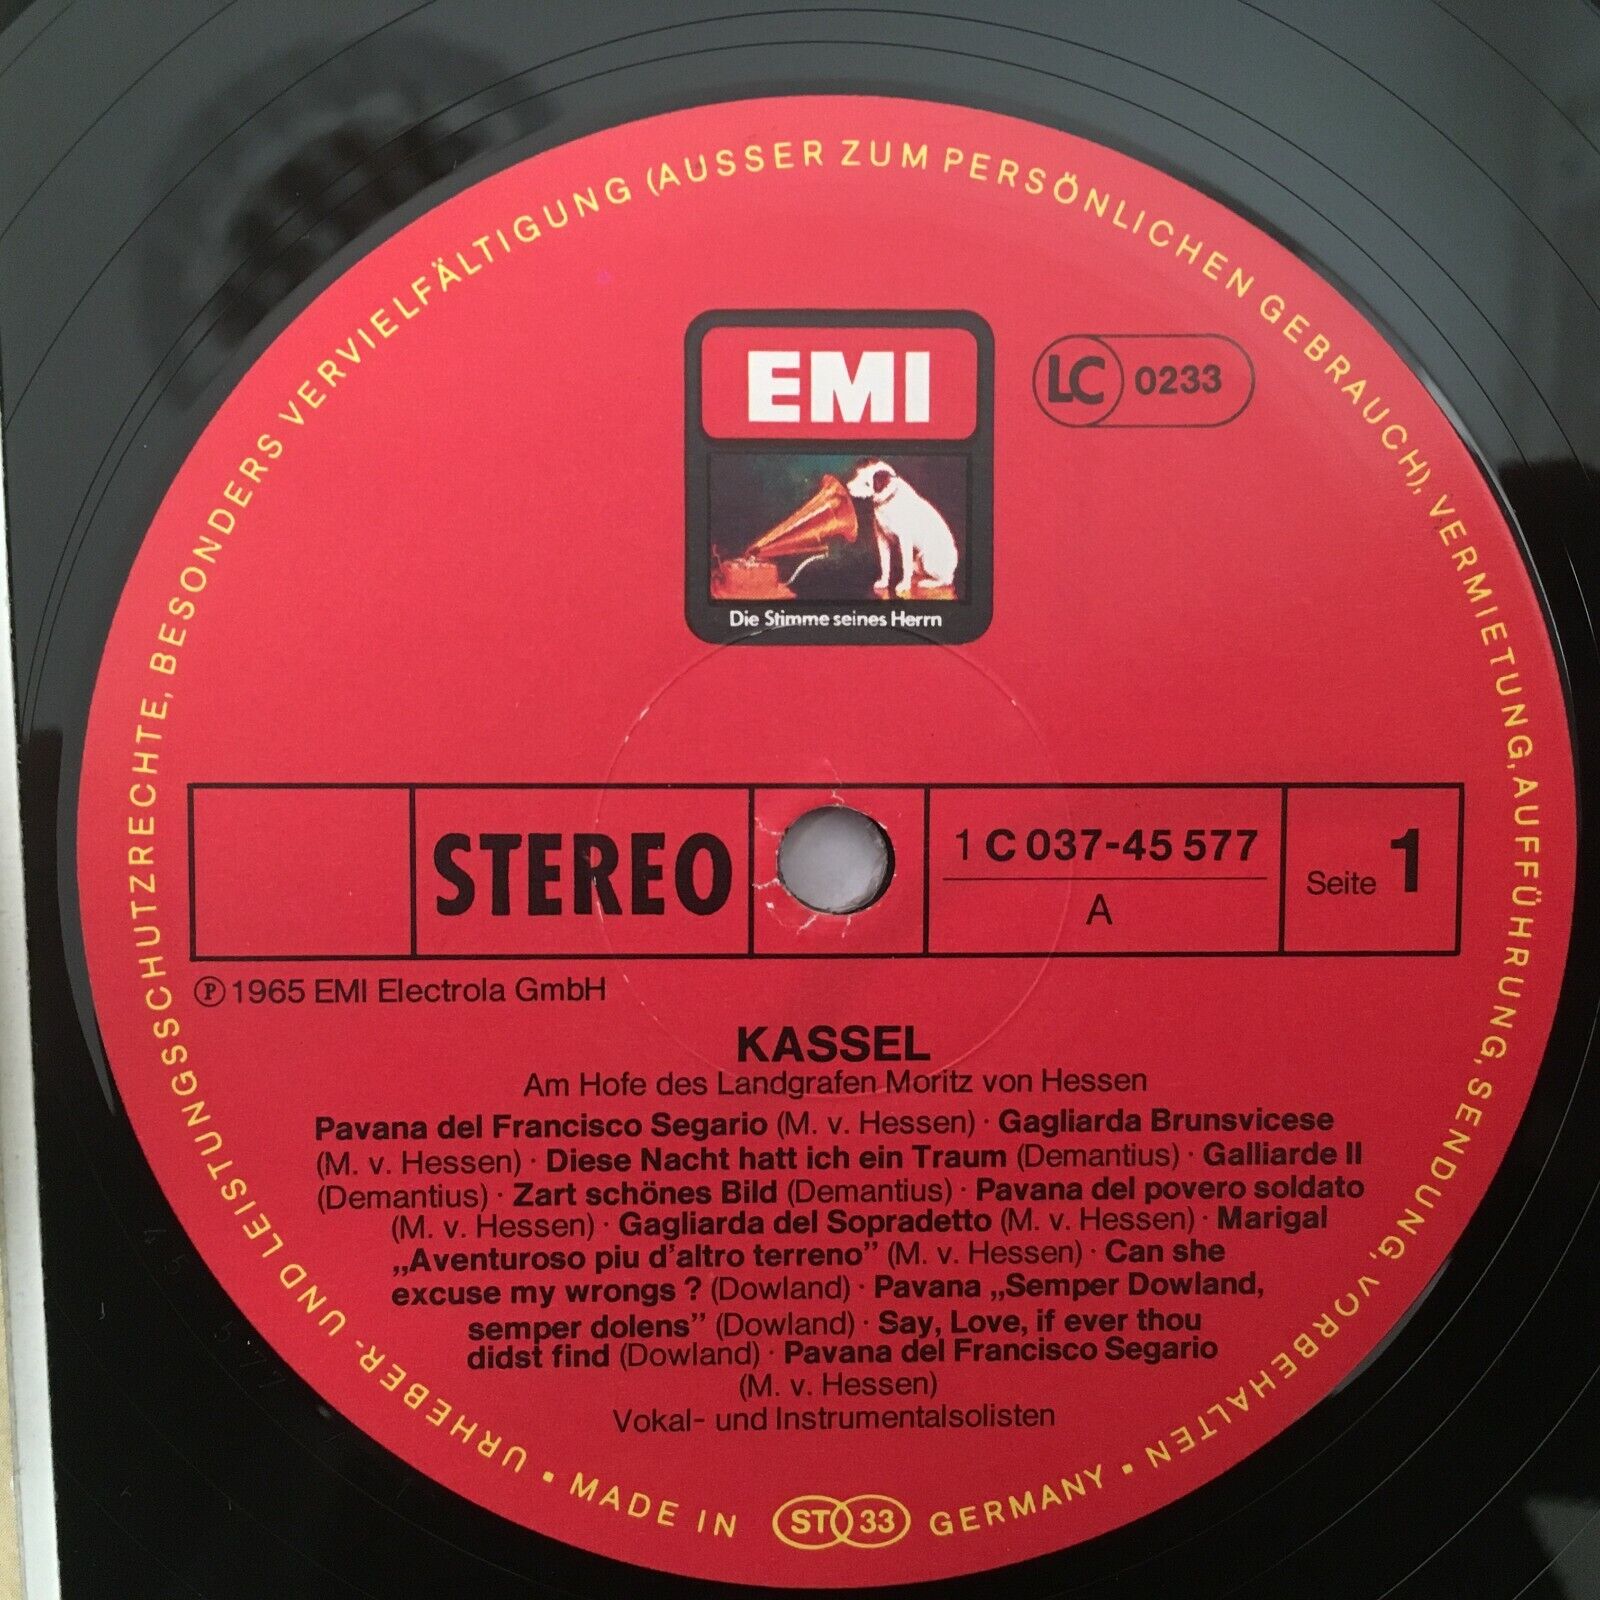 URHEBER- UND LEISTUNGSSCHUTZRECHTE, BESONDERS VERVIELFÄLTIGUNG (AUSSER ZUM PERSÖNLICHEN GEBRAUCH), VERMIETUNG, AUFFÜHRUNG, SENDUNG, VORBEHALTEN •
EMI
LC 0233
Die Stimme seines Herrn
STEREO
1 C 037-45 577
A
Seite 1
℗ 1965 EMI Electrola GmbH
KASSEL
Am Hofe des Landgrafen Moritz von Hessen
Pavana del Francisco Segario (M. v. Hessen) · Gagliarda Brunsvicese
(M. v. Hessen) · Diese Nacht hatt ich ein Traum (Demantius) · Galliarde II
(Demantius) · Zart schönes Bild (Demantius) · Pavana del povero soldato
(M. v. Hessen) · Gagliarda del Sopradetto (M. v. Hessen) · Marigal
„Aventuroso piu d'altro terreno” (M. v. Hessen) · Can she
excuse my wrongs ? (Dowland) · Pavana „Semper Dowland,
semper dolens” (Dowland) · Say, Love, if ever thou
didst find (Dowland) · Pavana del Francisco Segario
(M. v. Hessen)
Vokal- und Instrumentalsolisten
• MADE IN ST 33 GERMANY